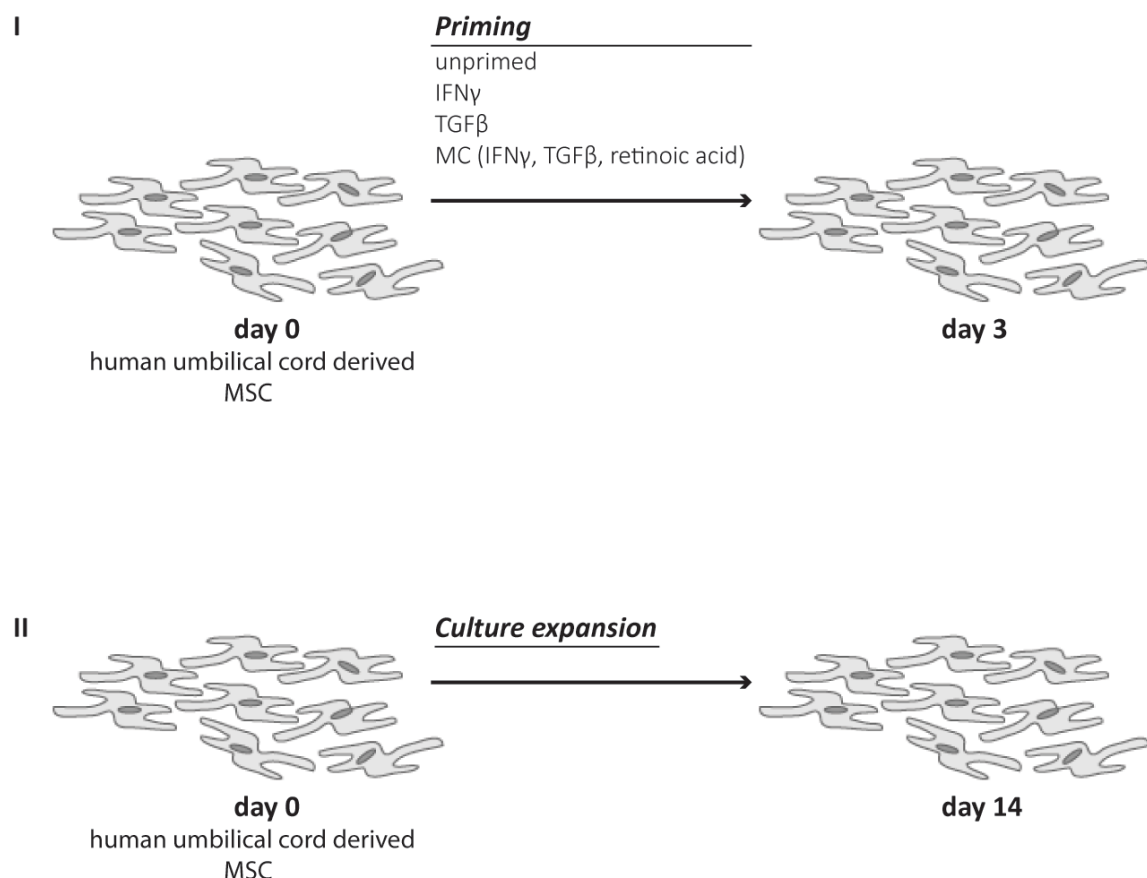 I
Priming
unprimed
IFNγ
TGFβ
MC (IFNγ, TGFβ, retinoic acid)
day 0
human umbilical cord derived
MSC
day 3
II
Culture expansion
day 0
human umbilical cord derived
MSC
day 14